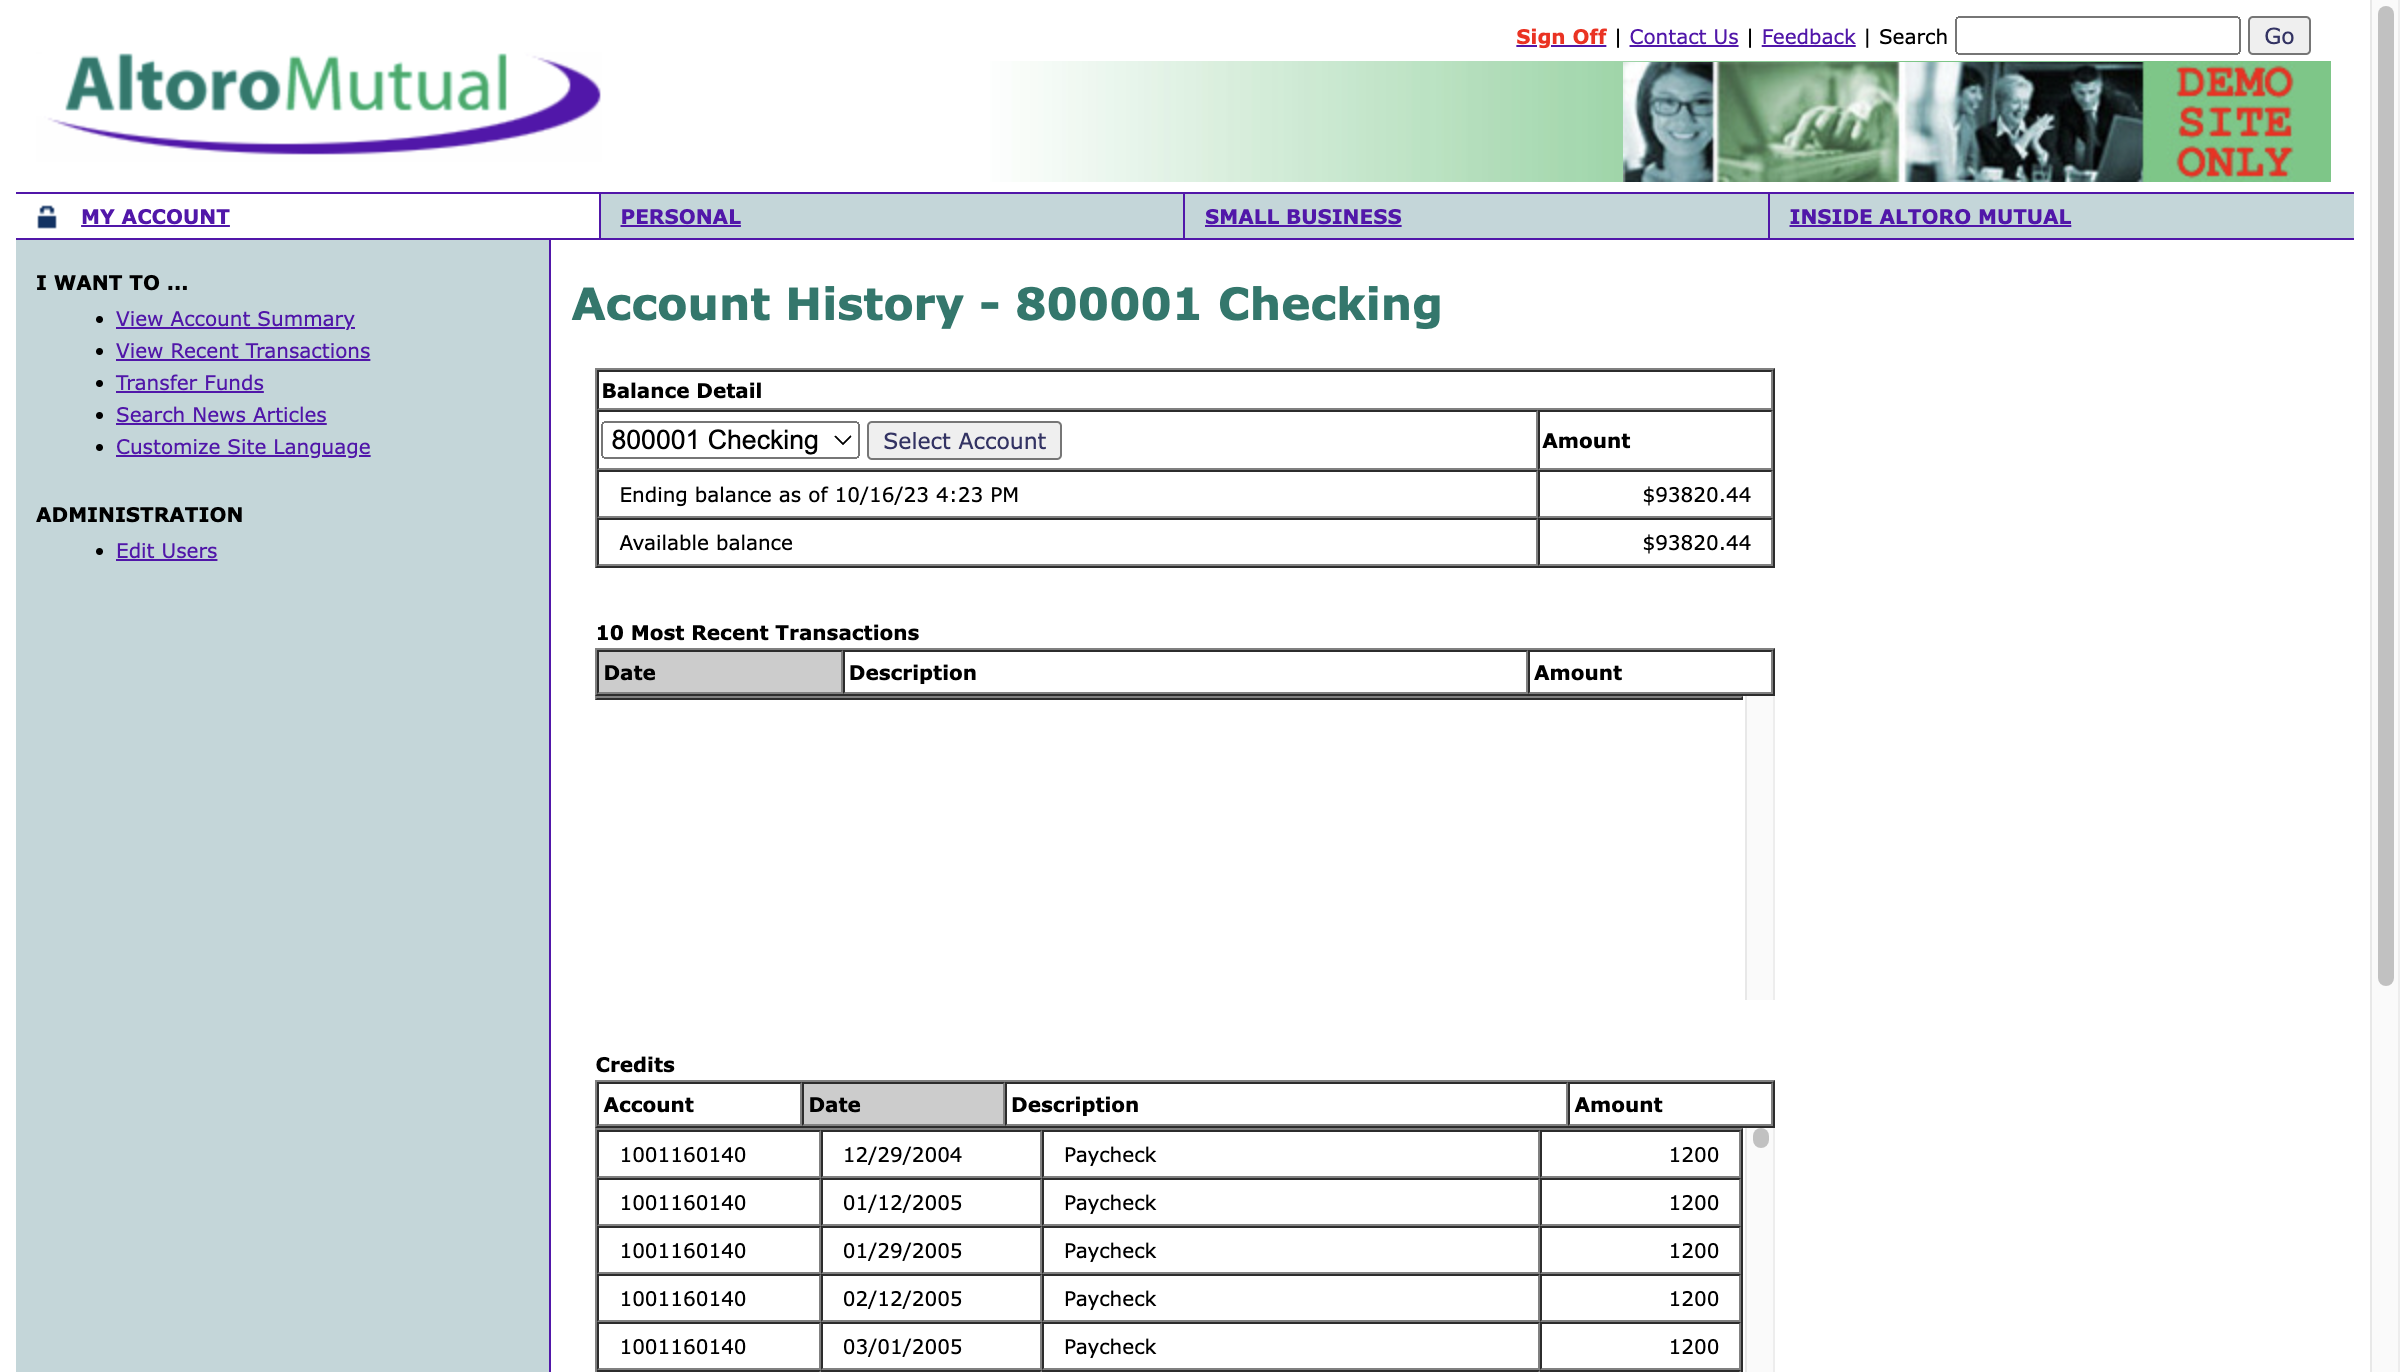 Sign Off | Contact Us | Feedback | Search Go
AltoroMutual
DEMO
SITE
ONLY
MY ACCOUNT
PERSONAL
SMALL BUSINESS
INSIDE ALTORO MUTUAL
I WANT TO ...
View Account Summary
View Recent Transactions
Transfer Funds
Search News Articles
Customize Site Language
ADMINISTRATION
Edit Users
Account History - 800001 Checking
Balance Detail
800001 Checking Select Account Amount
Ending balance as of 10/16/23 4:23 PM $93820.44
Available balance $93820.44
10 Most Recent Transactions
Date Description Amount
Credits
Account Date Description Amount
1001160140 12/29/2004 Paycheck 1200
1001160140 01/12/2005 Paycheck 1200
1001160140 01/29/2005 Paycheck 1200
1001160140 02/12/2005 Paycheck 1200
1001160140 03/01/2005 Paycheck 1200